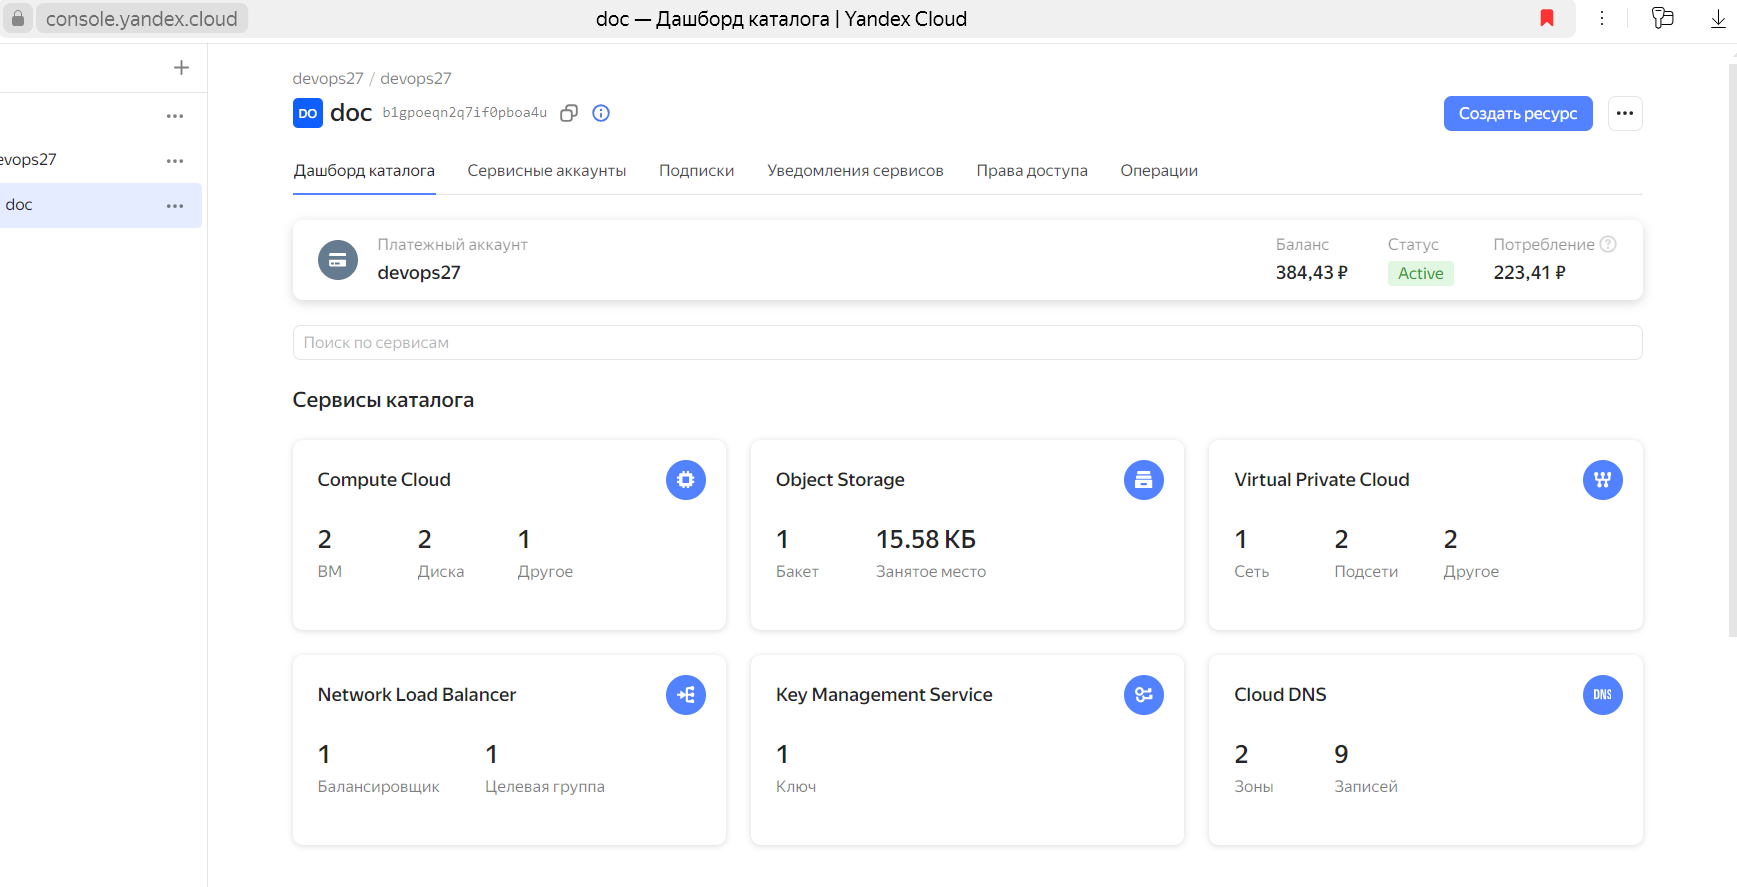 console.yandex.cloud
doc — Дашборд каталога | Yandex Cloud
evops27
doc
devops27 / devops27
DO doc b1gpoeqn2q7if0pboa4u
Создать ресурс
Дашборд каталога Сервисные аккаунты Подписки Уведомления сервисов Права доступа Операции
Платежный аккаунт
devops27
Баланс
384,43 ₽
Статус
Active
Потребление
223,41 ₽
Поиск по сервисам
Сервисы каталога
Compute Cloud
2 2 1
ВМ Диска Другое
Object Storage
1 15.58 КБ
Бакет Занятое место
Virtual Private Cloud
1 2 2
Сеть Подсети Другое
Network Load Balancer
1 1
Балансировщик Целевая группа
Key Management Service
1
Ключ
Cloud DNS
DNS
2 9
Зоны Записей